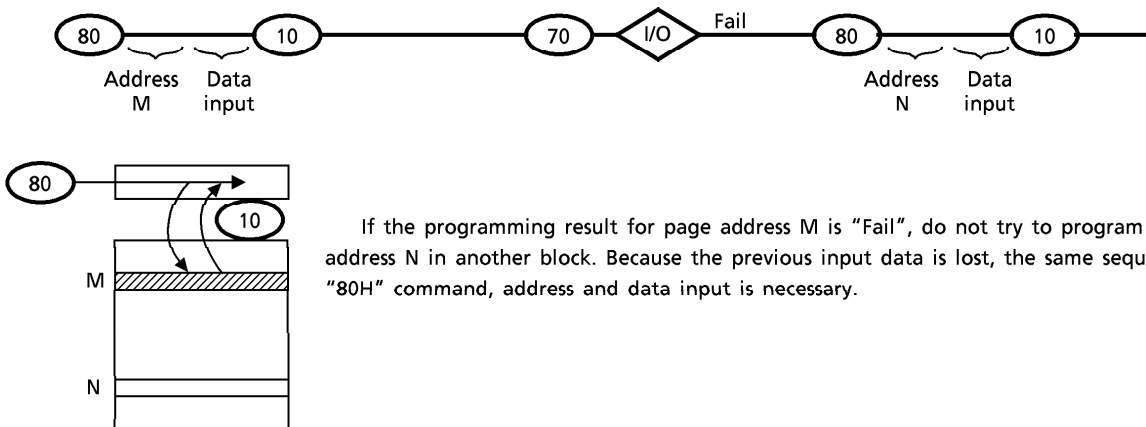 80 10 70 I/O Fail 80 10
Address Data Address Data
M input N input
80
10
If the programming result for page address M is “Fail”, do not try to program
address N in another block. Because the previous input data is lost, the same
M
“80H” command, address and data input is necessary.
N